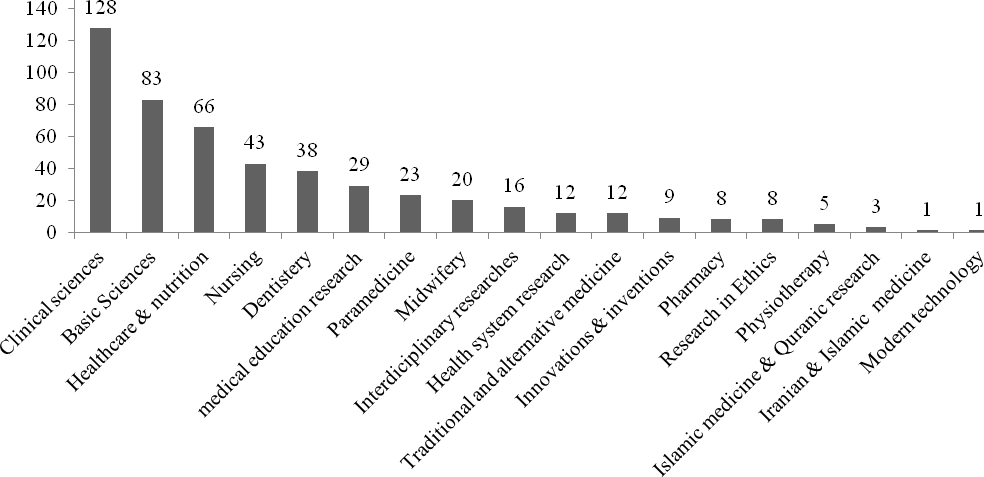 140
120
100
80
60
40
20
0
128
83
66
43
38
29
23
20
16
12
12
9
8
8
5
3
1
1
Clinical sciences
Basic Sciences
Healthcare & nutrition
Nursing
Dentistery
medical education research
Paramedicine
Midwifery
Interdiciplinary researches
Health system research
Traditional and alternative medicine
Innovations & inventions
Pharmacy
Research in Ethics
Physiotherapy
Islamic medicine & Quranic research
Iranian & Islamic medicine
Modern technology